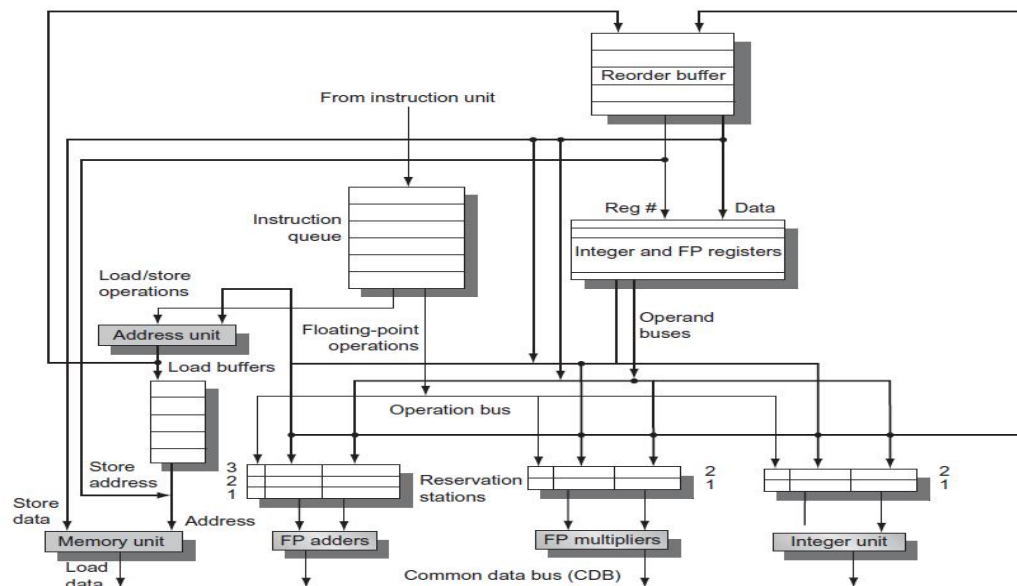 Reorder buffer
From instruction unit
Reg #
Data
Instruction
queue
Integer and FP registers
Load/store
operations
Operand
buses
Address unit
Floating-point
operations
Load buffers
Operation bus
3
2
1
Reservation
stations
2
1
2
1
Store
address
Store
data
Address
Memory unit
FP adders
FP multipliers
Integer unit
Load
data
Common data bus (CDB)